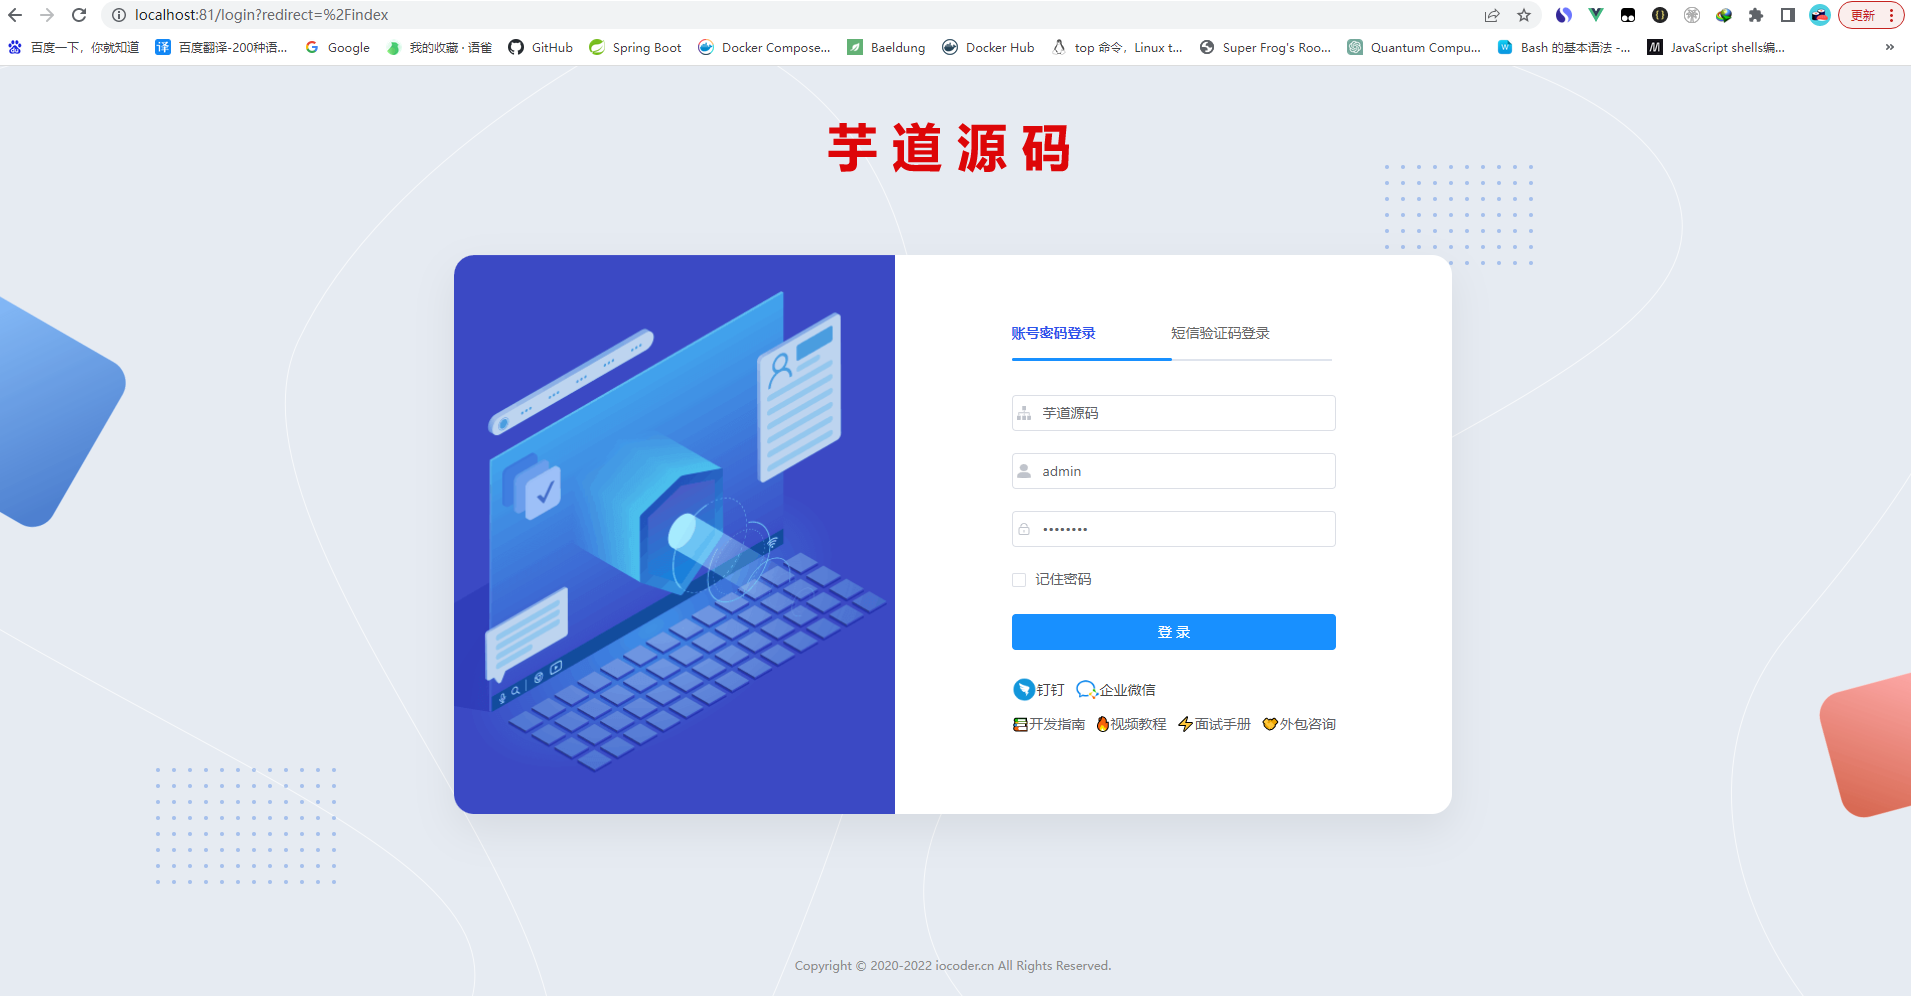 localhost:81/login?redirect=%2Findex
更新
百度一下，你就知道 百度翻译-200种语... Google 我的收藏 · 语雀 GitHub Spring Boot Docker Compose... Baeldung Docker Hub top 命令，Linux t... Super Frog's Roo... Quantum Compu... Bash 的基本语法 -... JavaScript shells编... »
芋道源码
账号密码登录 短信验证码登录
芋道源码
admin
••••••••
记住密码
登 录
钉钉 企业微信
开发指南 视频教程 面试手册 外包咨询
Copyright © 2020-2022 iocoder.cn All Rights Reserved.